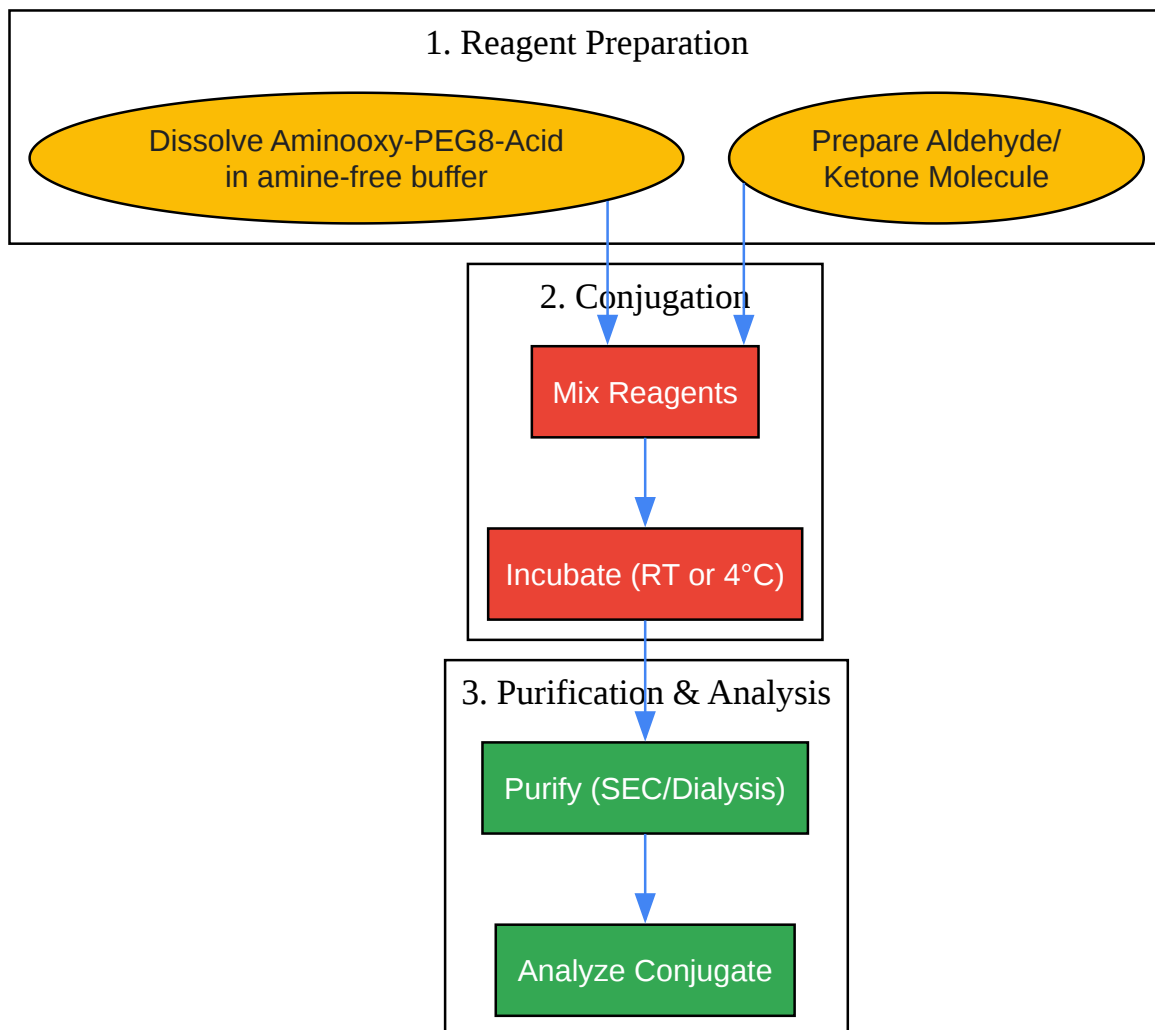 1. Reagent Preparation
Dissolve Aminooxy-PEG8-Acid
in amine-free buffer
Prepare Aldehyde/
Ketone Molecule
2. Conjugation
Mix Reagents
Incubate (RT or 4°C)
3. Purification & Analysis
Purify (SEC/Dialysis)
Analyze Conjugate